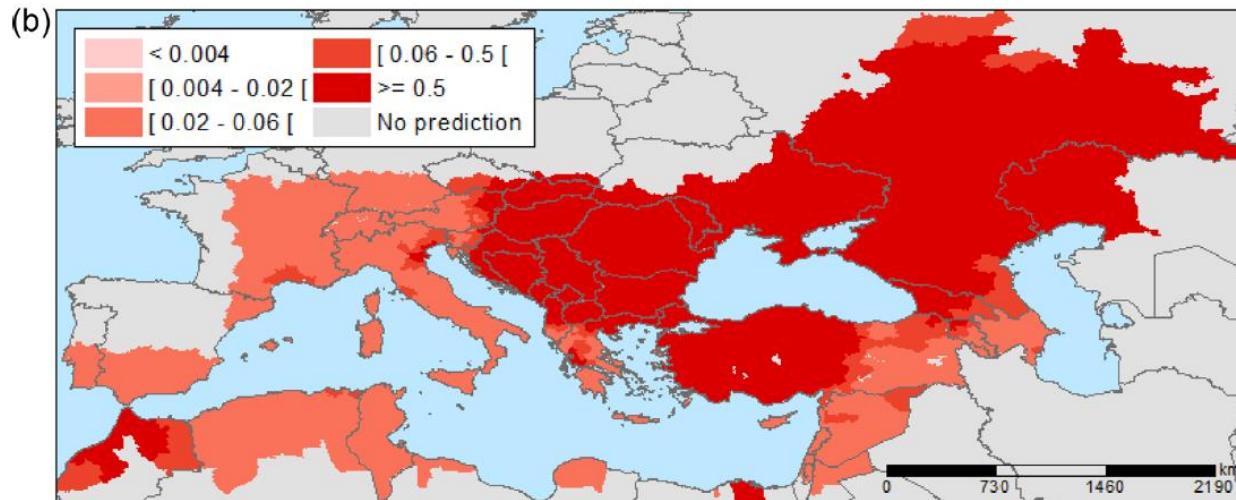 (b)
< 0.004
[ 0.06 - 0.5 [
[ 0.004 - 0.02 [
>= 0.5
[ 0.02 - 0.06 [
No prediction
km
0 730 1460 2190